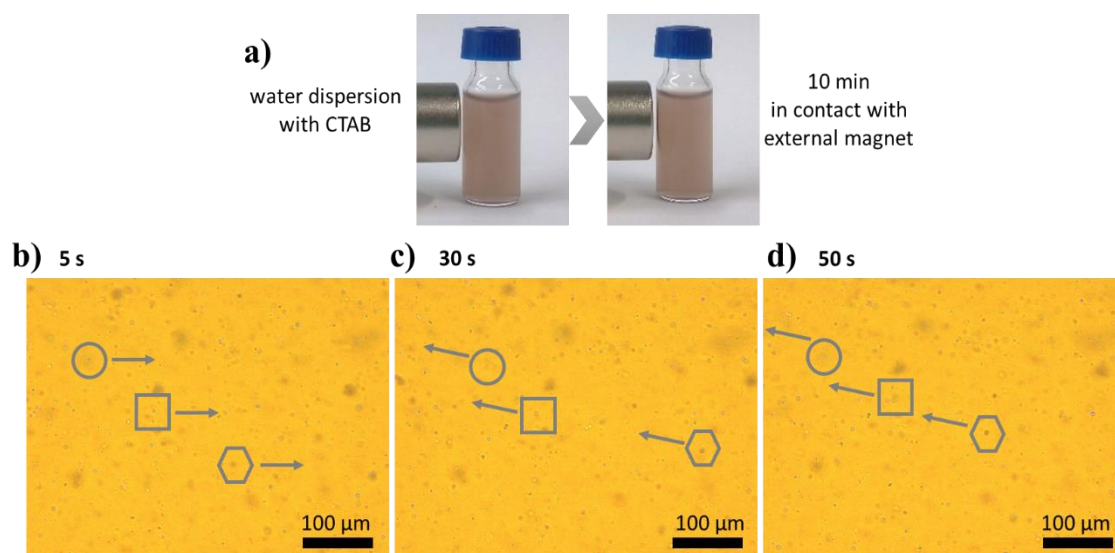 a)
water dispersion
with CTAB
10 min
in contact with
external magnet
b) 5 s
c) 30 s
d) 50 s
100 µm
100 µm
100 µm